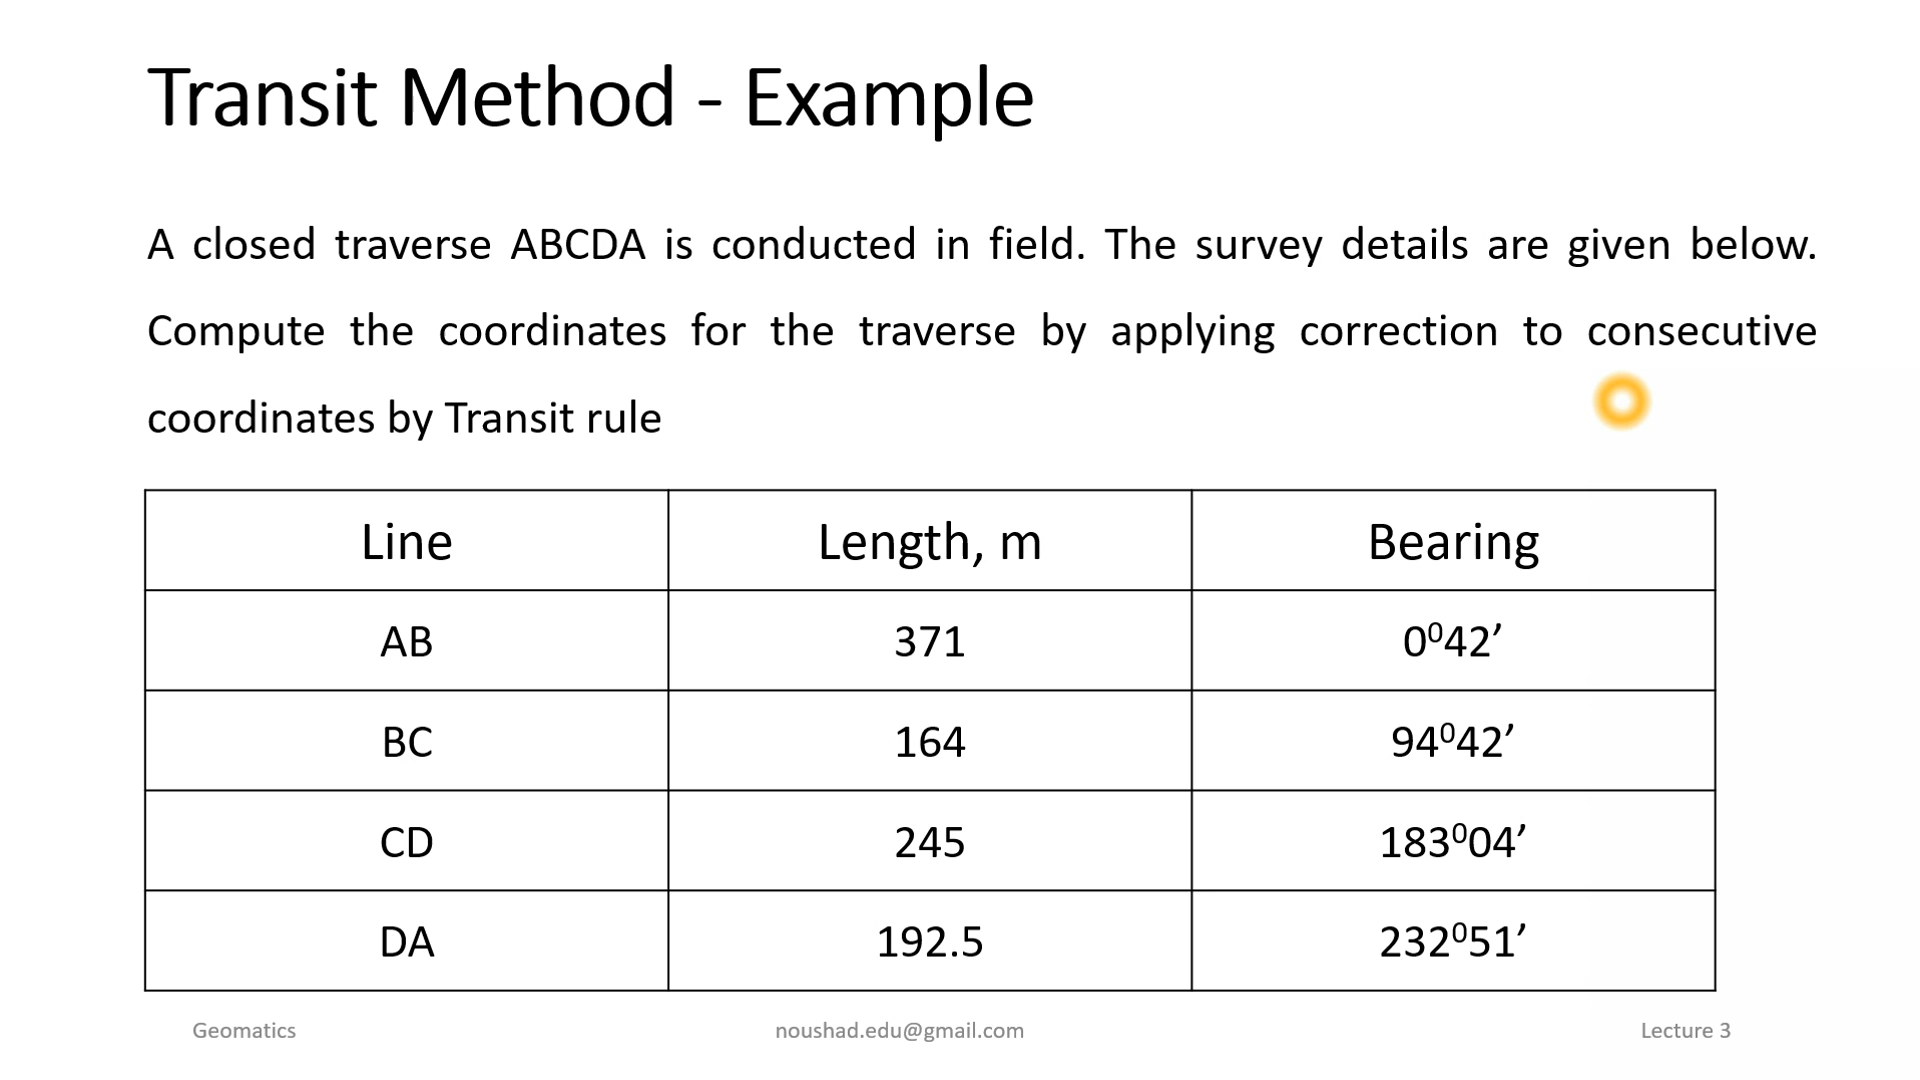 Transit Method - Example
A closed traverse ABCDA is conducted in field. The survey details are given below.
Compute the coordinates for the traverse by applying correction to consecutive
coordinates by Transit rule
Line Length, m Bearing
AB 371 0⁰42’
BC 164 94⁰42’
CD 245 183⁰04’
DA 192.5 232⁰51’
Geomatics noushad.edu@gmail.com Lecture 3